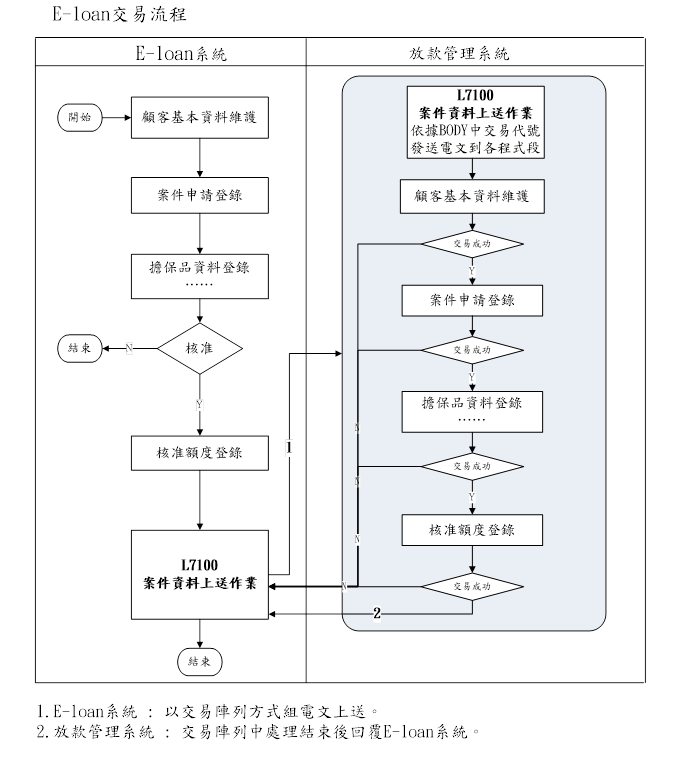 E-loan交易流程
E-loan系統
放款管理系統
開始
顧客基本資料維護
案件申請登錄
擔保品資料登錄
......
核准
N
結束
Y
核准額度登錄
L7100
案件資料上送作業
結束
1
L7100
案件資料上送作業
依據BODY中交易代號
發送電文到各程式段
顧客基本資料維護
交易成功
Y
案件申請登錄
交易成功
Y
擔保品資料登錄
......
交易成功
Y
核准額度登錄
交易成功
N
N
N
N
2
1.E-loan系統 : 以交易陣列方式組電文上送。
2.放款管理系統 : 交易陣列中處理結束後回覆E-loan系統。